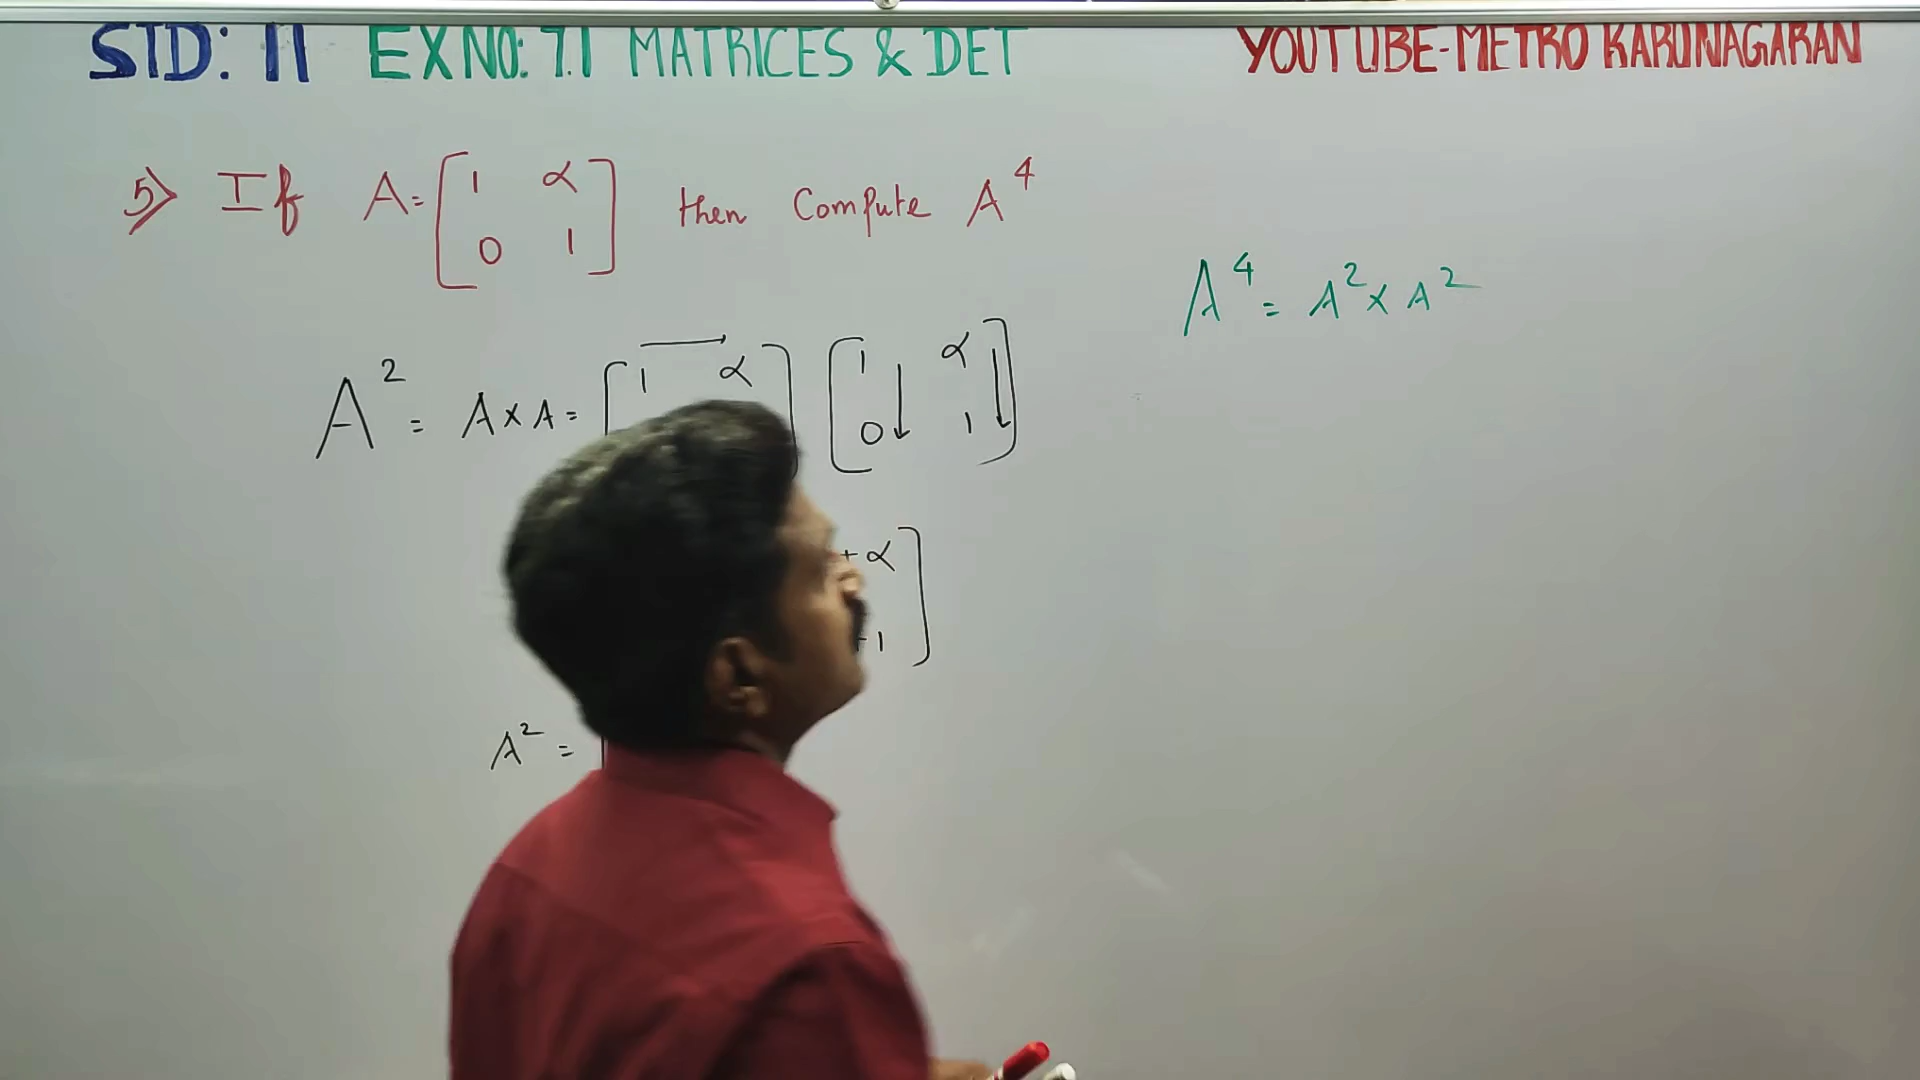 STD: 11 EX NO: 7.1 MATRICES & DET YOUTUBE-METRO KARUNAGARAN
5) If A = [1 α
0 1] then Compute A⁴
A² = A × A = [1 α] [1 α
0 1]
+ α]
+1]
A² =
A⁴ = A² × A²